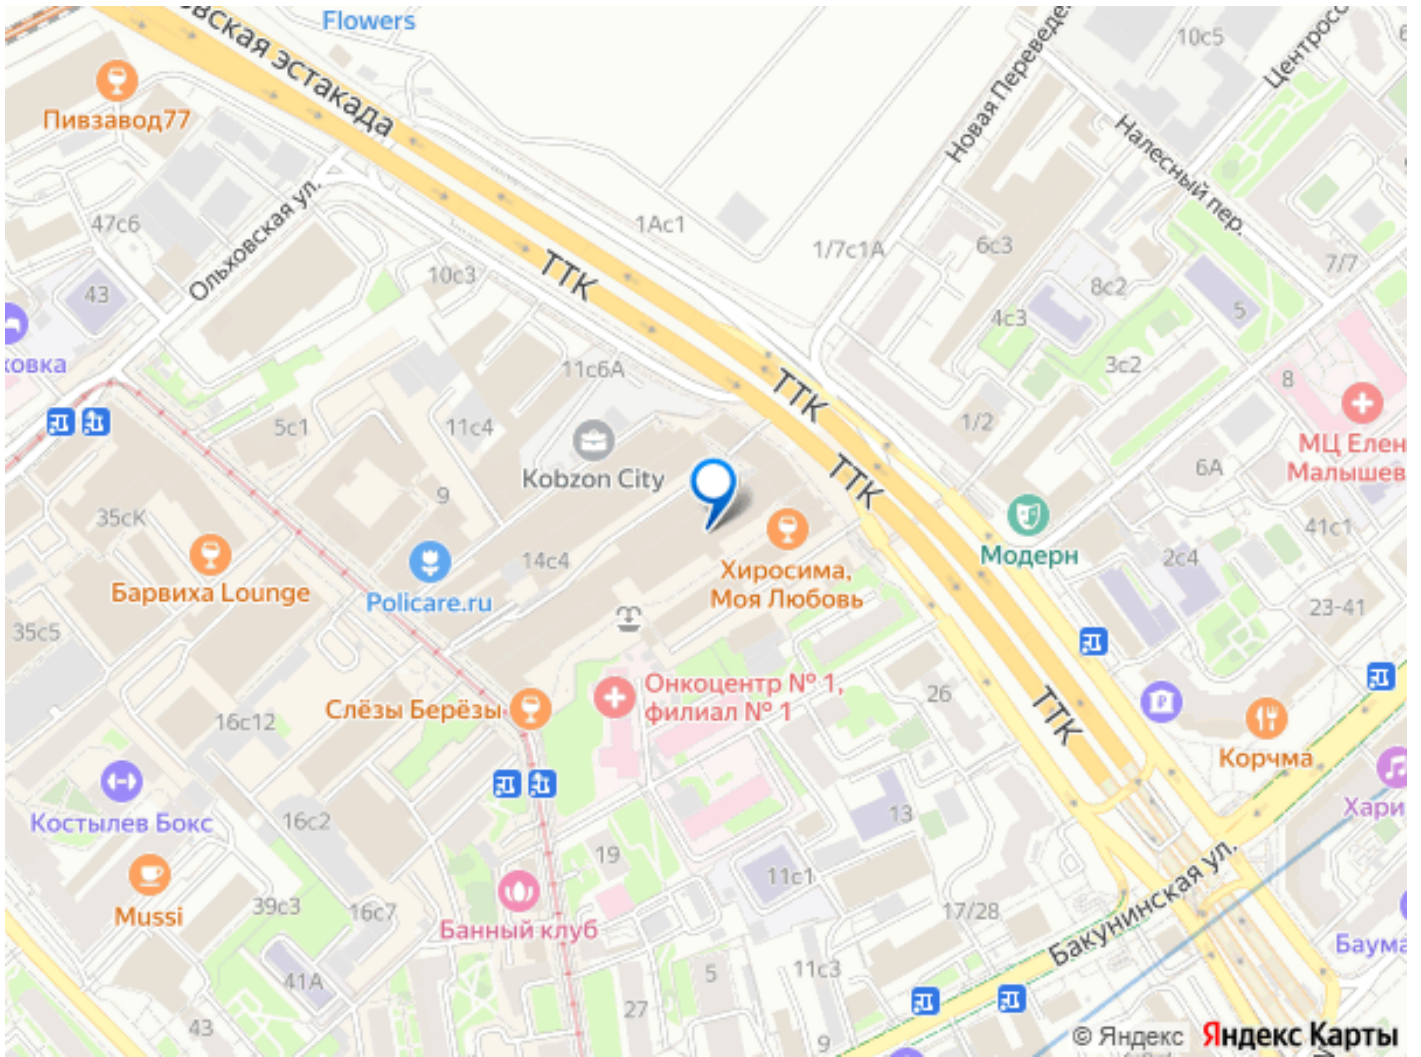 Flowers
вская эстакада
Пивзавод77
10с5
Центросо
Новая Переведе
Налесный пер.
47с6
Ольховская ул.
1Ас1
1/7с1А
6с3
7/7
43
10с3
ТТК
8с2
5
4с3
ховка
11с6А
3с2
8
ТТК
5с1
11с4
1/2
МЦ Елен
Малышев
Kobzon City
ТТК
6А
9
35сК
Модерн
41с1
2с4
14с4
Хиросима,
Моя Любовь
Барвиха Lounge
Policare.ru
23-41
35с5
Онкоцентр № 1,
филиал № 1
26
Слёзы Берёзы
16с12
ТТК
Корчма
Костылев Бокс
16с2
13
Хари
19
11с1
Бакунинская ул.
Mussi
39с3
16с7
Банный клуб
17/28
Баума
41А
5
11с3
27
43
9
© Яндекс Яндекс Карты